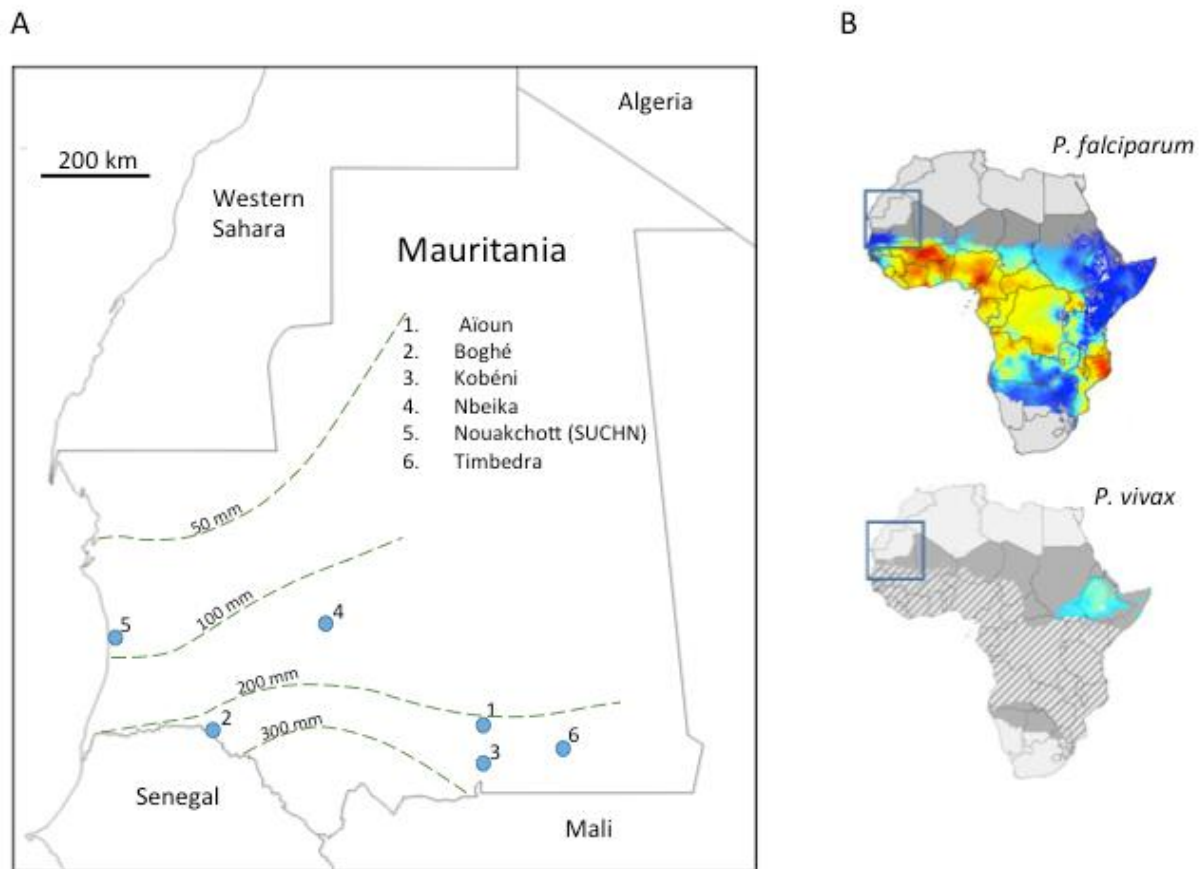 A
B
Algeria
200 km
Western
Sahara
Mauritania
1. Aïoun
2. Boghé
3. Kobéni
4. Nbeika
5. Nouakchott (SUCHN)
6. Timbedra
50 mm
100 mm
4
5
200 mm
2
300 mm
1
6
3
Senegal
Mali
P. falciparum
P. vivax